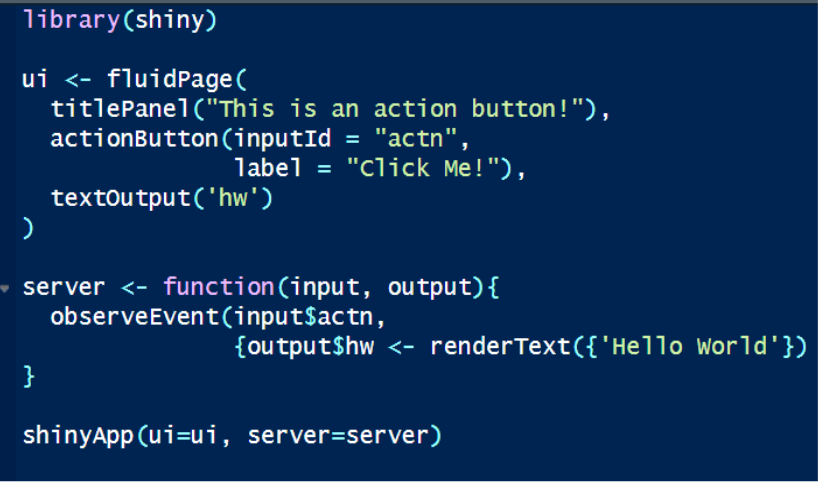 library(shiny)
ui <- fluidPage(
  titlePanel("This is an action button!"),
  actionButton(inputId = "actn",
               label = "Click Me!"),
  textOutput('hw')
)
server <- function(input, output){
  observeEvent(input$actn,
               {output$hw <- renderText({'Hello World'})
}
shinyApp(ui=ui, server=server)